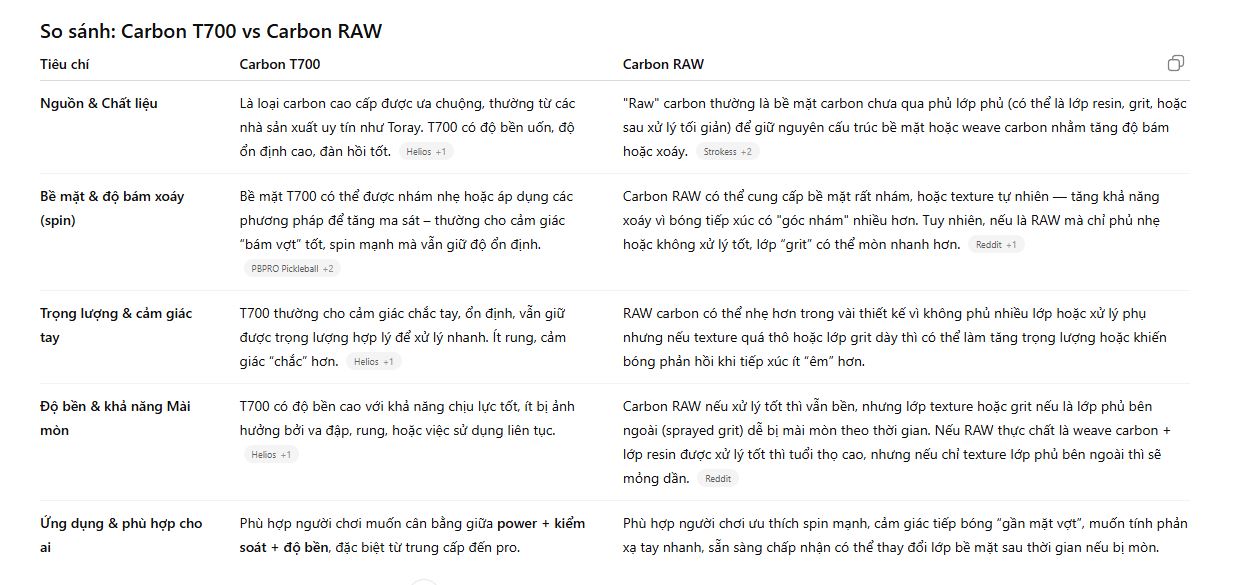 So sánh: Carbon T700 vs Carbon RAW
Tiêu chí
Carbon T700
Carbon RAW
Nguồn & Chất liệu
Là loại carbon cao cấp được ưa chuộng, thường từ các
nhà sản xuất uy tín như Toray. T700 có độ bền uốn, độ
ổn định cao, đàn hồi tốt. Helios +1
"Raw" carbon thường là bề mặt carbon chưa qua phủ lớp phủ (có thể là lớp resin, grit, hoặc
sau xử lý tối giản) để giữ nguyên cấu trúc bề mặt hoặc weave carbon nhằm tăng độ bám
hoặc xoáy. Strokess +2
Bề mặt & độ bám xoáy
(spin)
Bề mặt T700 có thể được nhám nhẹ hoặc áp dụng các
phương pháp để tăng ma sát – thường cho cảm giác
"bám vợt" tốt, spin mạnh mà vẫn giữ độ ổn định.
PBPRO Pickleball +2
Carbon RAW có thể cung cấp bề mặt rất nhám, hoặc texture tự nhiên — tăng khả năng
xoáy vì bóng tiếp xúc có "góc nhám" nhiều hơn. Tuy nhiên, nếu là RAW mà chỉ phủ nhẹ
hoặc không xử lý tốt, lớp "grit" có thể mòn nhanh hơn. Reddit +1
Trọng lượng & cảm giác
tay
T700 thường cho cảm giác chắc tay, ổn định, vẫn giữ
được trọng lượng hợp lý để xử lý nhanh. Ít rung, cảm
giác "chắc" hơn. Helios +1
RAW carbon có thể nhẹ hơn trong vài thiết kế vì không phủ nhiều lớp hoặc xử lý phụ
nhưng nếu texture quá thô hoặc lớp grit dày thì có thể làm tăng trọng lượng hoặc khiến
bóng phản hồi khi tiếp xúc ít "êm" hơn.
Độ bền & khả năng Mài
mòn
T700 có độ bền cao với khả năng chịu lực tốt, ít bị ảnh
hưởng bởi va đập, rung, hoặc việc sử dụng liên tục.
Helios +1
Carbon RAW nếu xử lý tốt thì vẫn bền, nhưng lớp texture hoặc grit nếu là lớp phủ bên
ngoài (sprayed grit) dễ bị mài mòn theo thời gian. Nếu RAW thực chất là weave carbon +
lớp resin được xử lý tốt thì tuổi thọ cao, nhưng nếu chỉ texture lớp phủ bên ngoài thì sẽ
mỏng dần. Reddit
Ứng dụng & phù hợp cho
ai
Phù hợp người chơi muốn cân bằng giữa power + kiểm
soát + độ bền, đặc biệt từ trung cấp đến pro.
Phù hợp người chơi ưu thích spin mạnh, cảm giác tiếp bóng "gần mặt vợt", muốn tính phản
xạ tay nhanh, sẵn sàng chấp nhận có thể thay đổi lớp bề mặt sau thời gian nếu bị mòn.